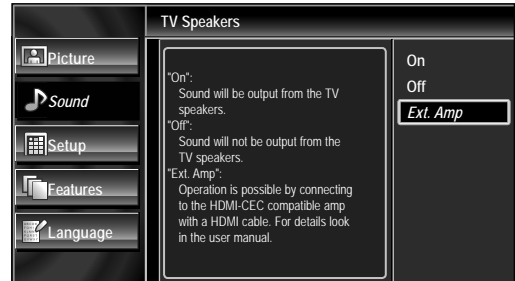 TV Speakers
Picture
Sound
Setup
Features
Language
"On":
Sound will be output from the TV
speakers.
"Off":
Sound will not be output from the
TV speakers.
"Ext. Amp":
Operation is possible by connecting
to the HDMI-CEC compatible amp
with a HDMI cable. For details look
in the user manual.
On
Off
Ext. Amp